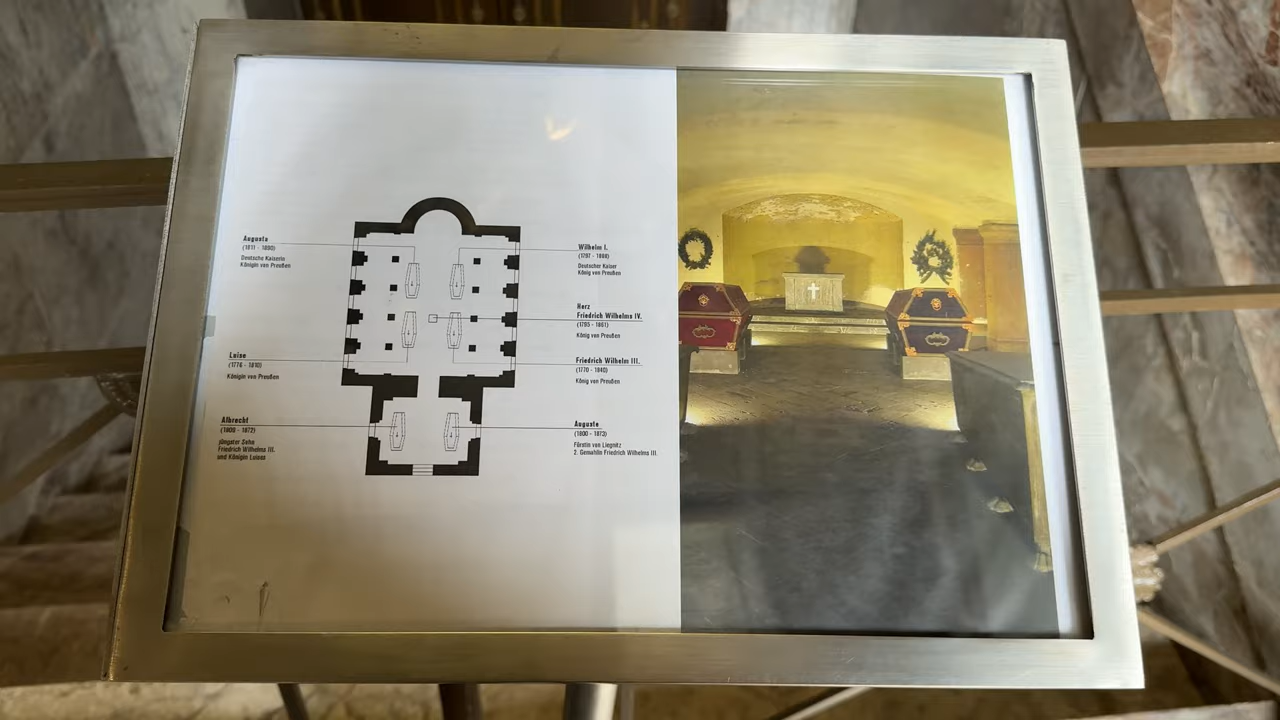 Augusta
(1811 - 1890)
Deutsche Kaiserin
Königin von Preußen
Luise
(1776 - 1810)
Königin von Preußen
Albrecht
(1809 - 1872)
jüngster Sohn
Friedrich Wilhelms III.
und Königin Luises
Wilhelm I.
(1797 - 1888)
Deutscher Kaiser
König von Preußen
Herz
Friedrich Wilhelms IV.
(1795 - 1861)
König von Preußen
Friedrich Wilhelm III.
(1770 - 1840)
König von Preußen
Auguste
(1800 - 1873)
Fürstin von Liegnitz
2. Gemahlin Friedrich Wilhelms III.